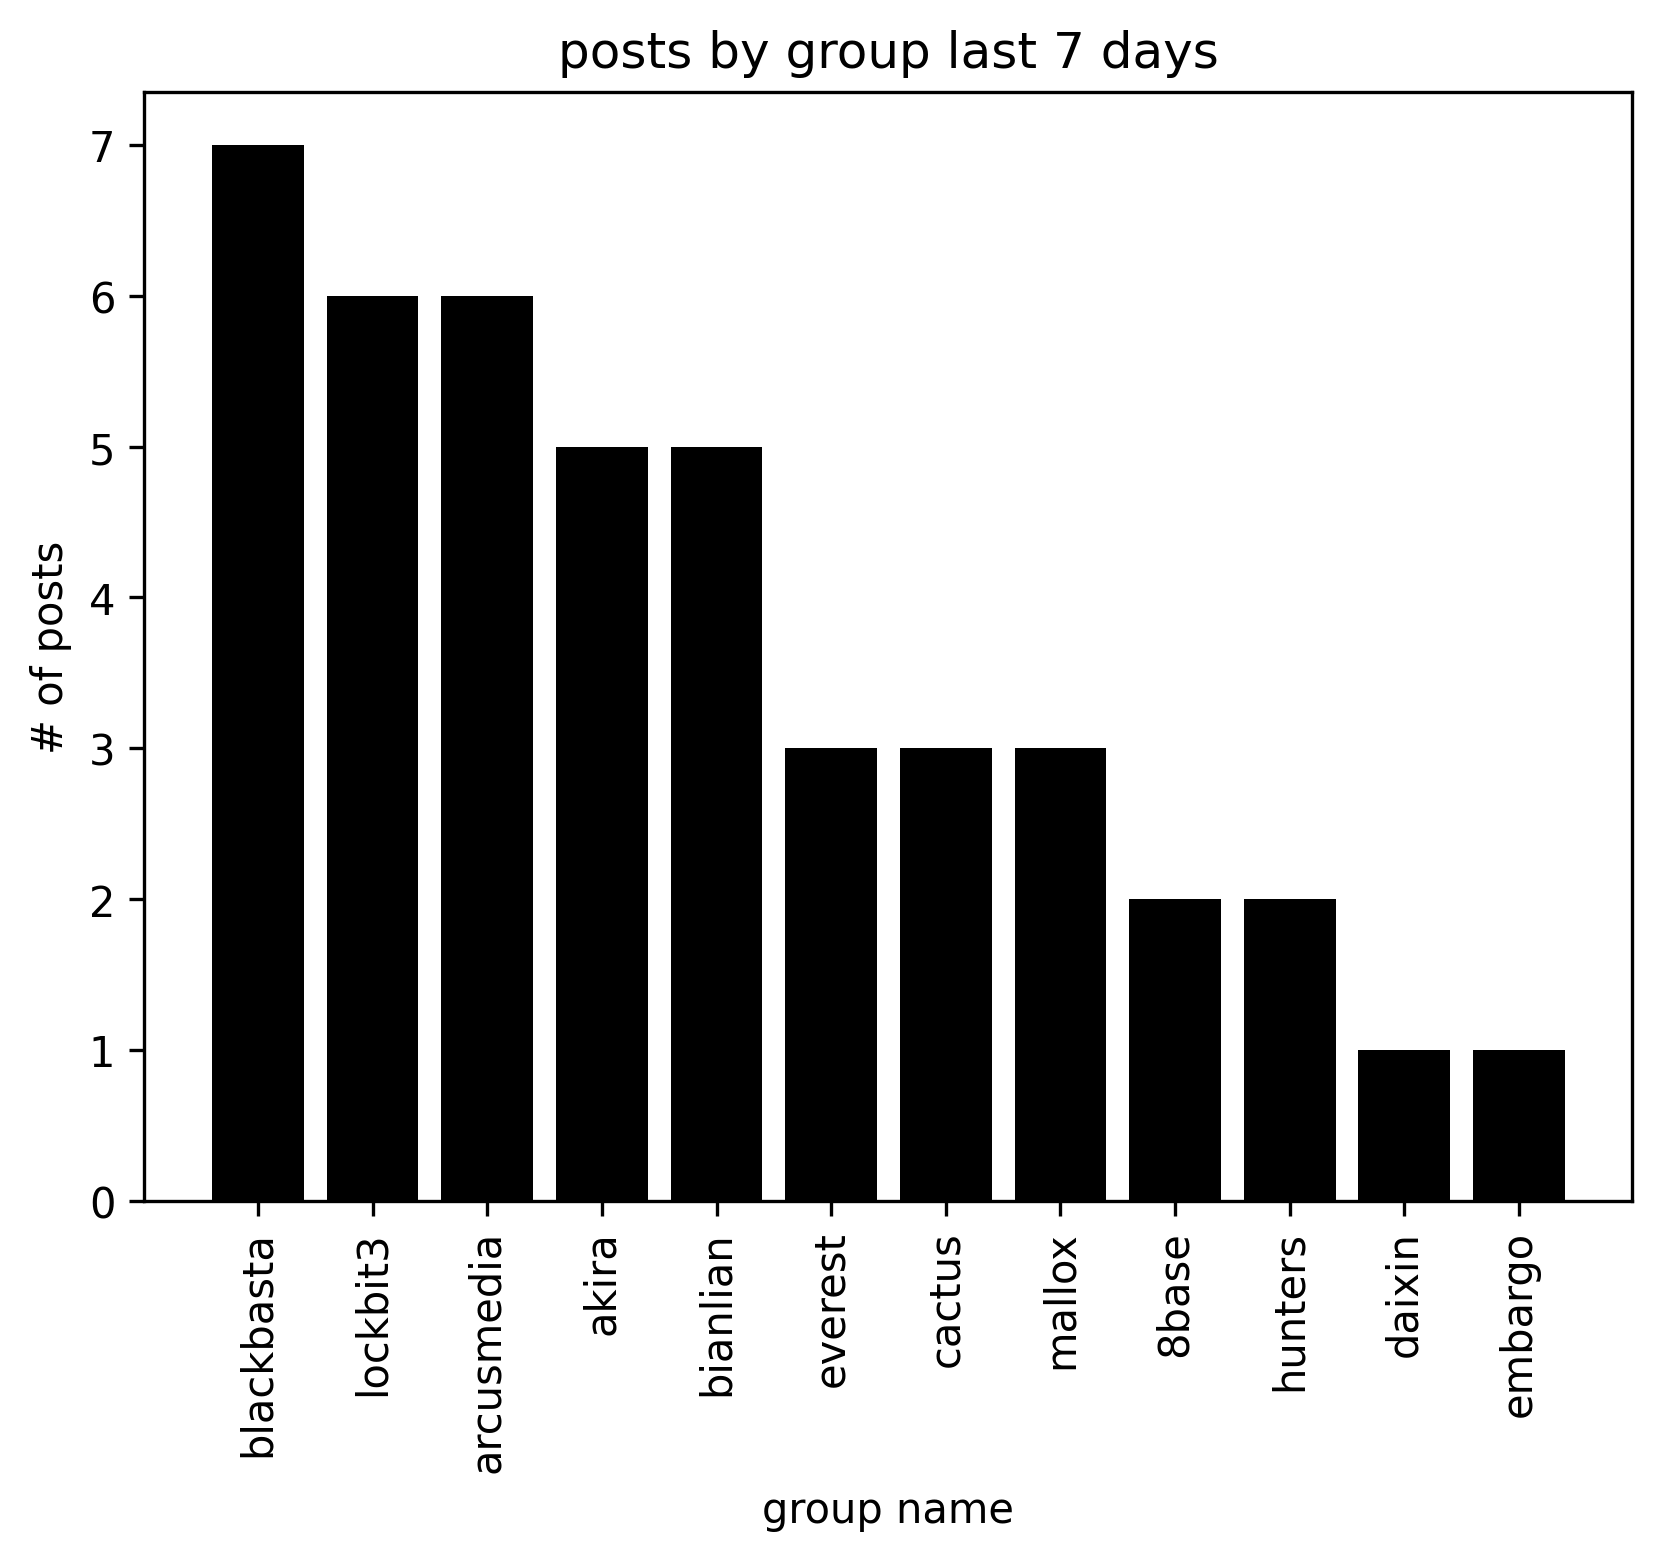 posts by group last 7 days
# of posts
7
6
5
4
3
2
1
0
blackbasta
lockbit3
arcusmedia
akira
bianlian
everest
cactus
mallox
8base
hunters
daixin
embargo
group name